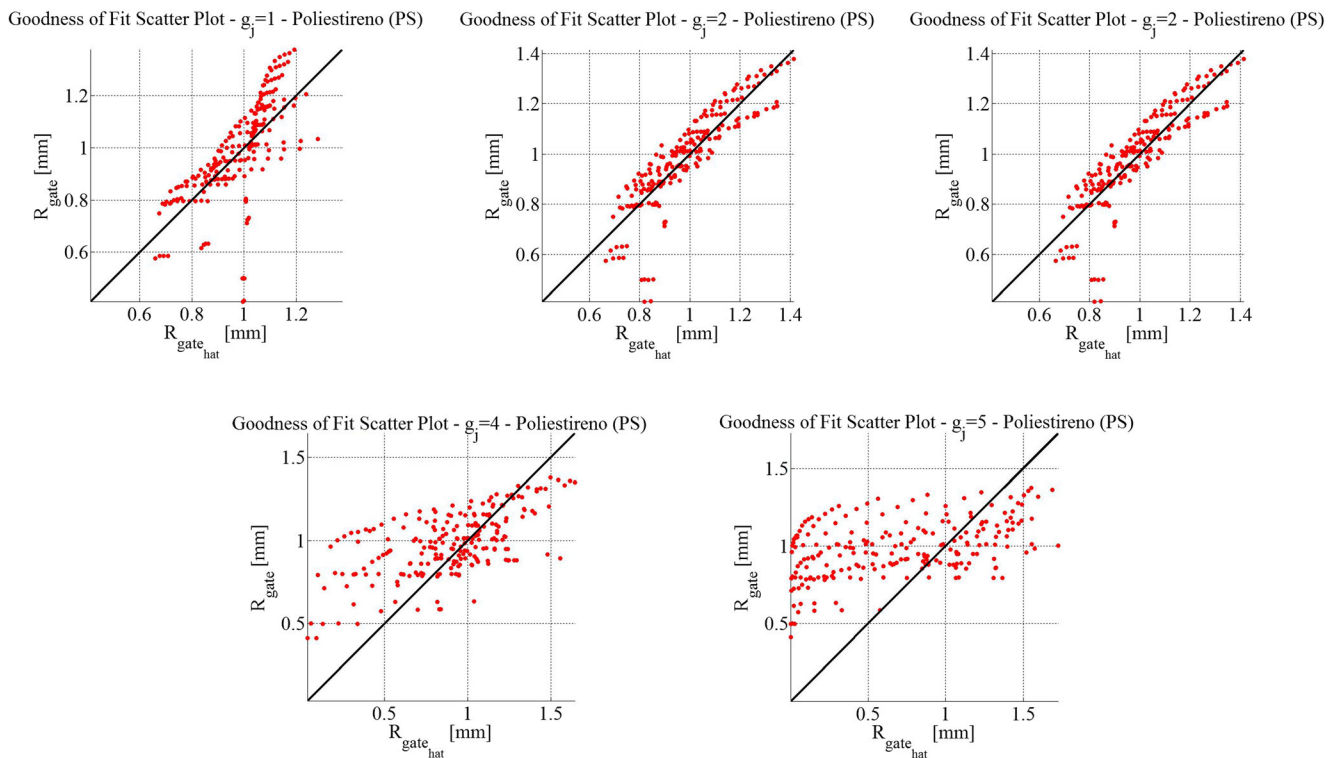 Goodness of Fit Scatter Plot - g_j=1 - Poliestireno (PS)
R_gate [mm]
1.2
1
0.8
0.6
0.6 0.8 1 1.2
R_gate_hat [mm]
Goodness of Fit Scatter Plot - g_j=2 - Poliestireno (PS)
R_gate [mm]
1.4
1.2
1
0.8
0.6
0.6 0.8 1 1.2 1.4
R_gate_hat [mm]
Goodness of Fit Scatter Plot - g_j=2 - Poliestireno (PS)
R_gate [mm]
1.4
1.2
1
0.8
0.6
0.6 0.8 1 1.2 1.4
R_gate_hat [mm]
Goodness of Fit Scatter Plot - g_j=4 - Poliestireno (PS)
R_gate [mm]
1.5
1
0.5
0.5 1 1.5
R_gate_hat [mm]
Goodness of Fit Scatter Plot - g_j=5 - Poliestireno (PS)
R_gate [mm]
1.5
1
0.5
0.5 1 1.5
R_gate_hat [mm]